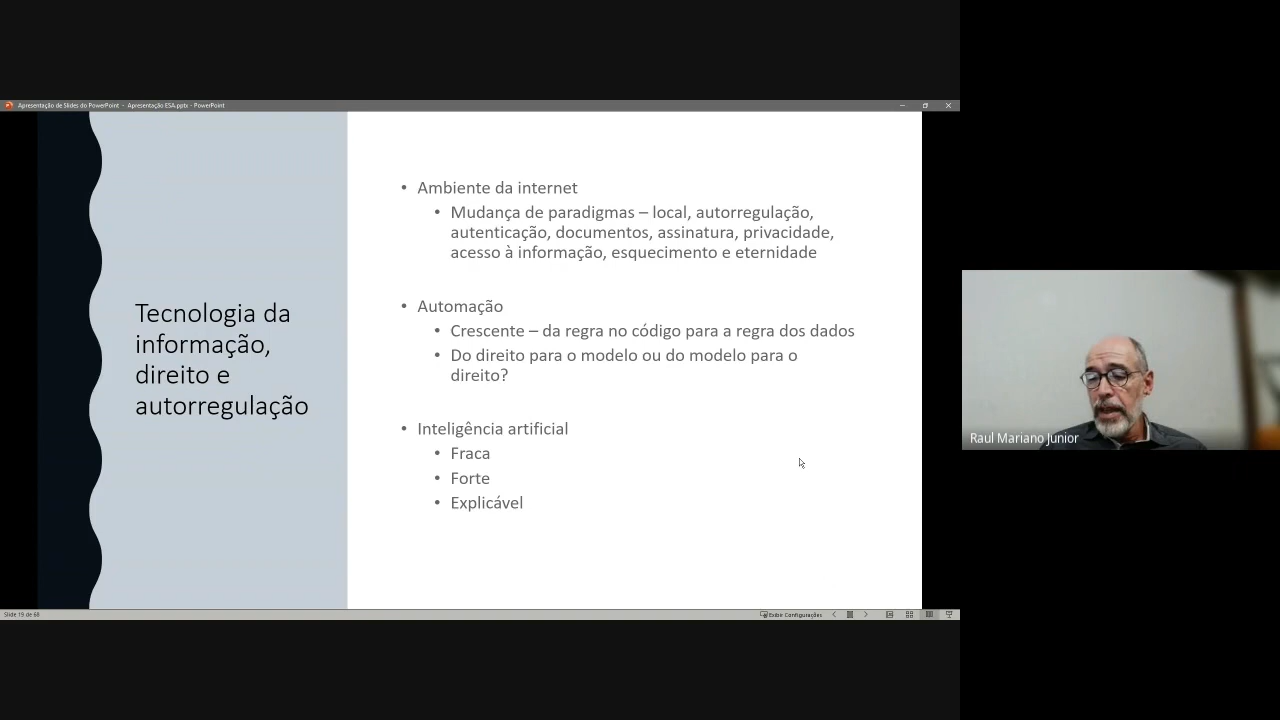 Apresentação de Slides do PowerPoint - Apresentação ESA.pptx - PowerPoint
Tecnologia da
informação,
direito e
autorregulação
• Ambiente da internet
• Mudança de paradigmas – local, autorregulação,
autenticação, documentos, assinatura, privacidade,
acesso à informação, esquecimento e eternidade
• Automação
• Crescente – da regra no código para a regra dos dados
• Do direito para o modelo ou do modelo para o
direito?
• Inteligência artificial
• Fraca
• Forte
• Explicável
Raul Mariano Junior
Slide 19 de 68
Exibir Configurações